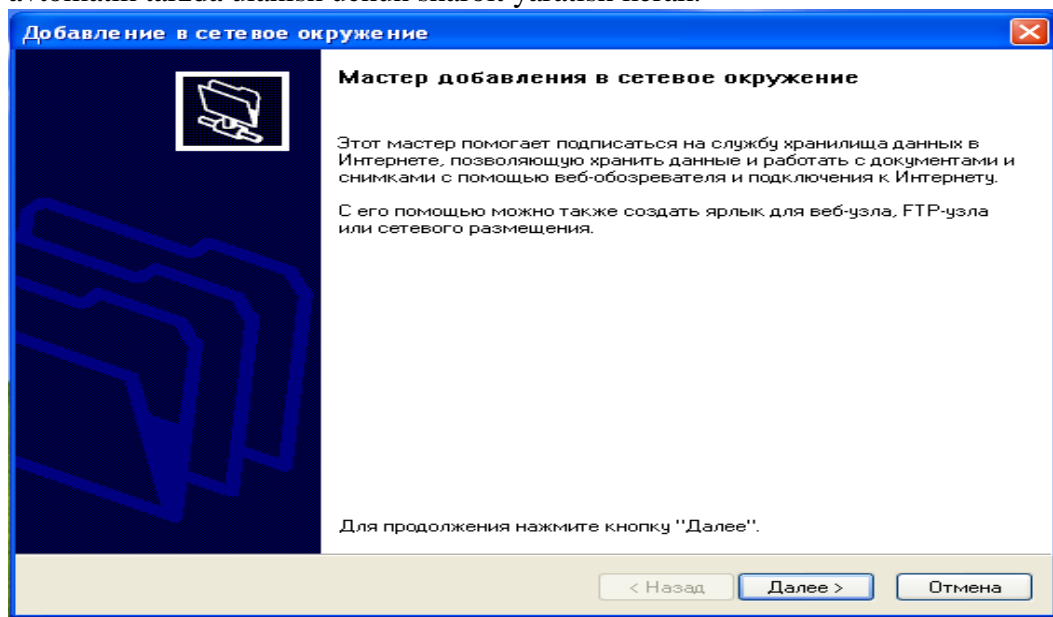 Добавление в сетевое окружение
Мастер добавления в сетевое окружение
Этот мастер помогает подписаться на службу хранилища данных в
Интернете, позволяющую хранить данные и работать с документами и
снимками с помощью веб-обозревателя и подключения к Интернету.
С его помощью можно также создать ярлык для веб-узла, FTP-узла
или сетевого размещения.
Для продолжения нажмите кнопку "Далее".
< Назад Далее > Отмена